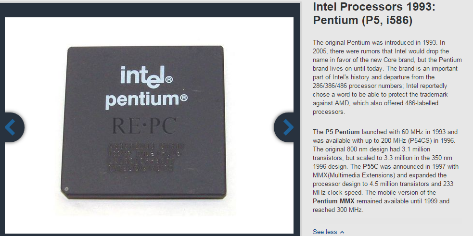 Intel Processors 1993:
Pentium (P5, i586)
The original Pentium was introduced in 1993. In
2005, there were rumors that Intel would drop the
name in favor of the new Core brand, but the Pentium
brand lives on until today. The brand is an important
part of Intel's history and departure from the
286/386/486 processor numbers. Intel reportedly
chose a word to be able to protect the trademark
against AMD, which also offered 486-labelled
processors.
The P5 Pentium launched with 60 MHz in 1993 and
was available with up to 200 MHz (P54CS) in 1996.
The original 800 nm design had 3.1 million
transistors, but scaled to 3.3 million in the 350 nm
1996 design. The P55C was announced in 1997 with
MMX(Multimedia Extensions) and expanded the
processor design to 4.5 million transistors and 233
MHz clock speed. The mobile version of the
Pentium MMX remained available until 1999 and
reached 300 MHz.
See less
intel®
pentium®
RE·PC